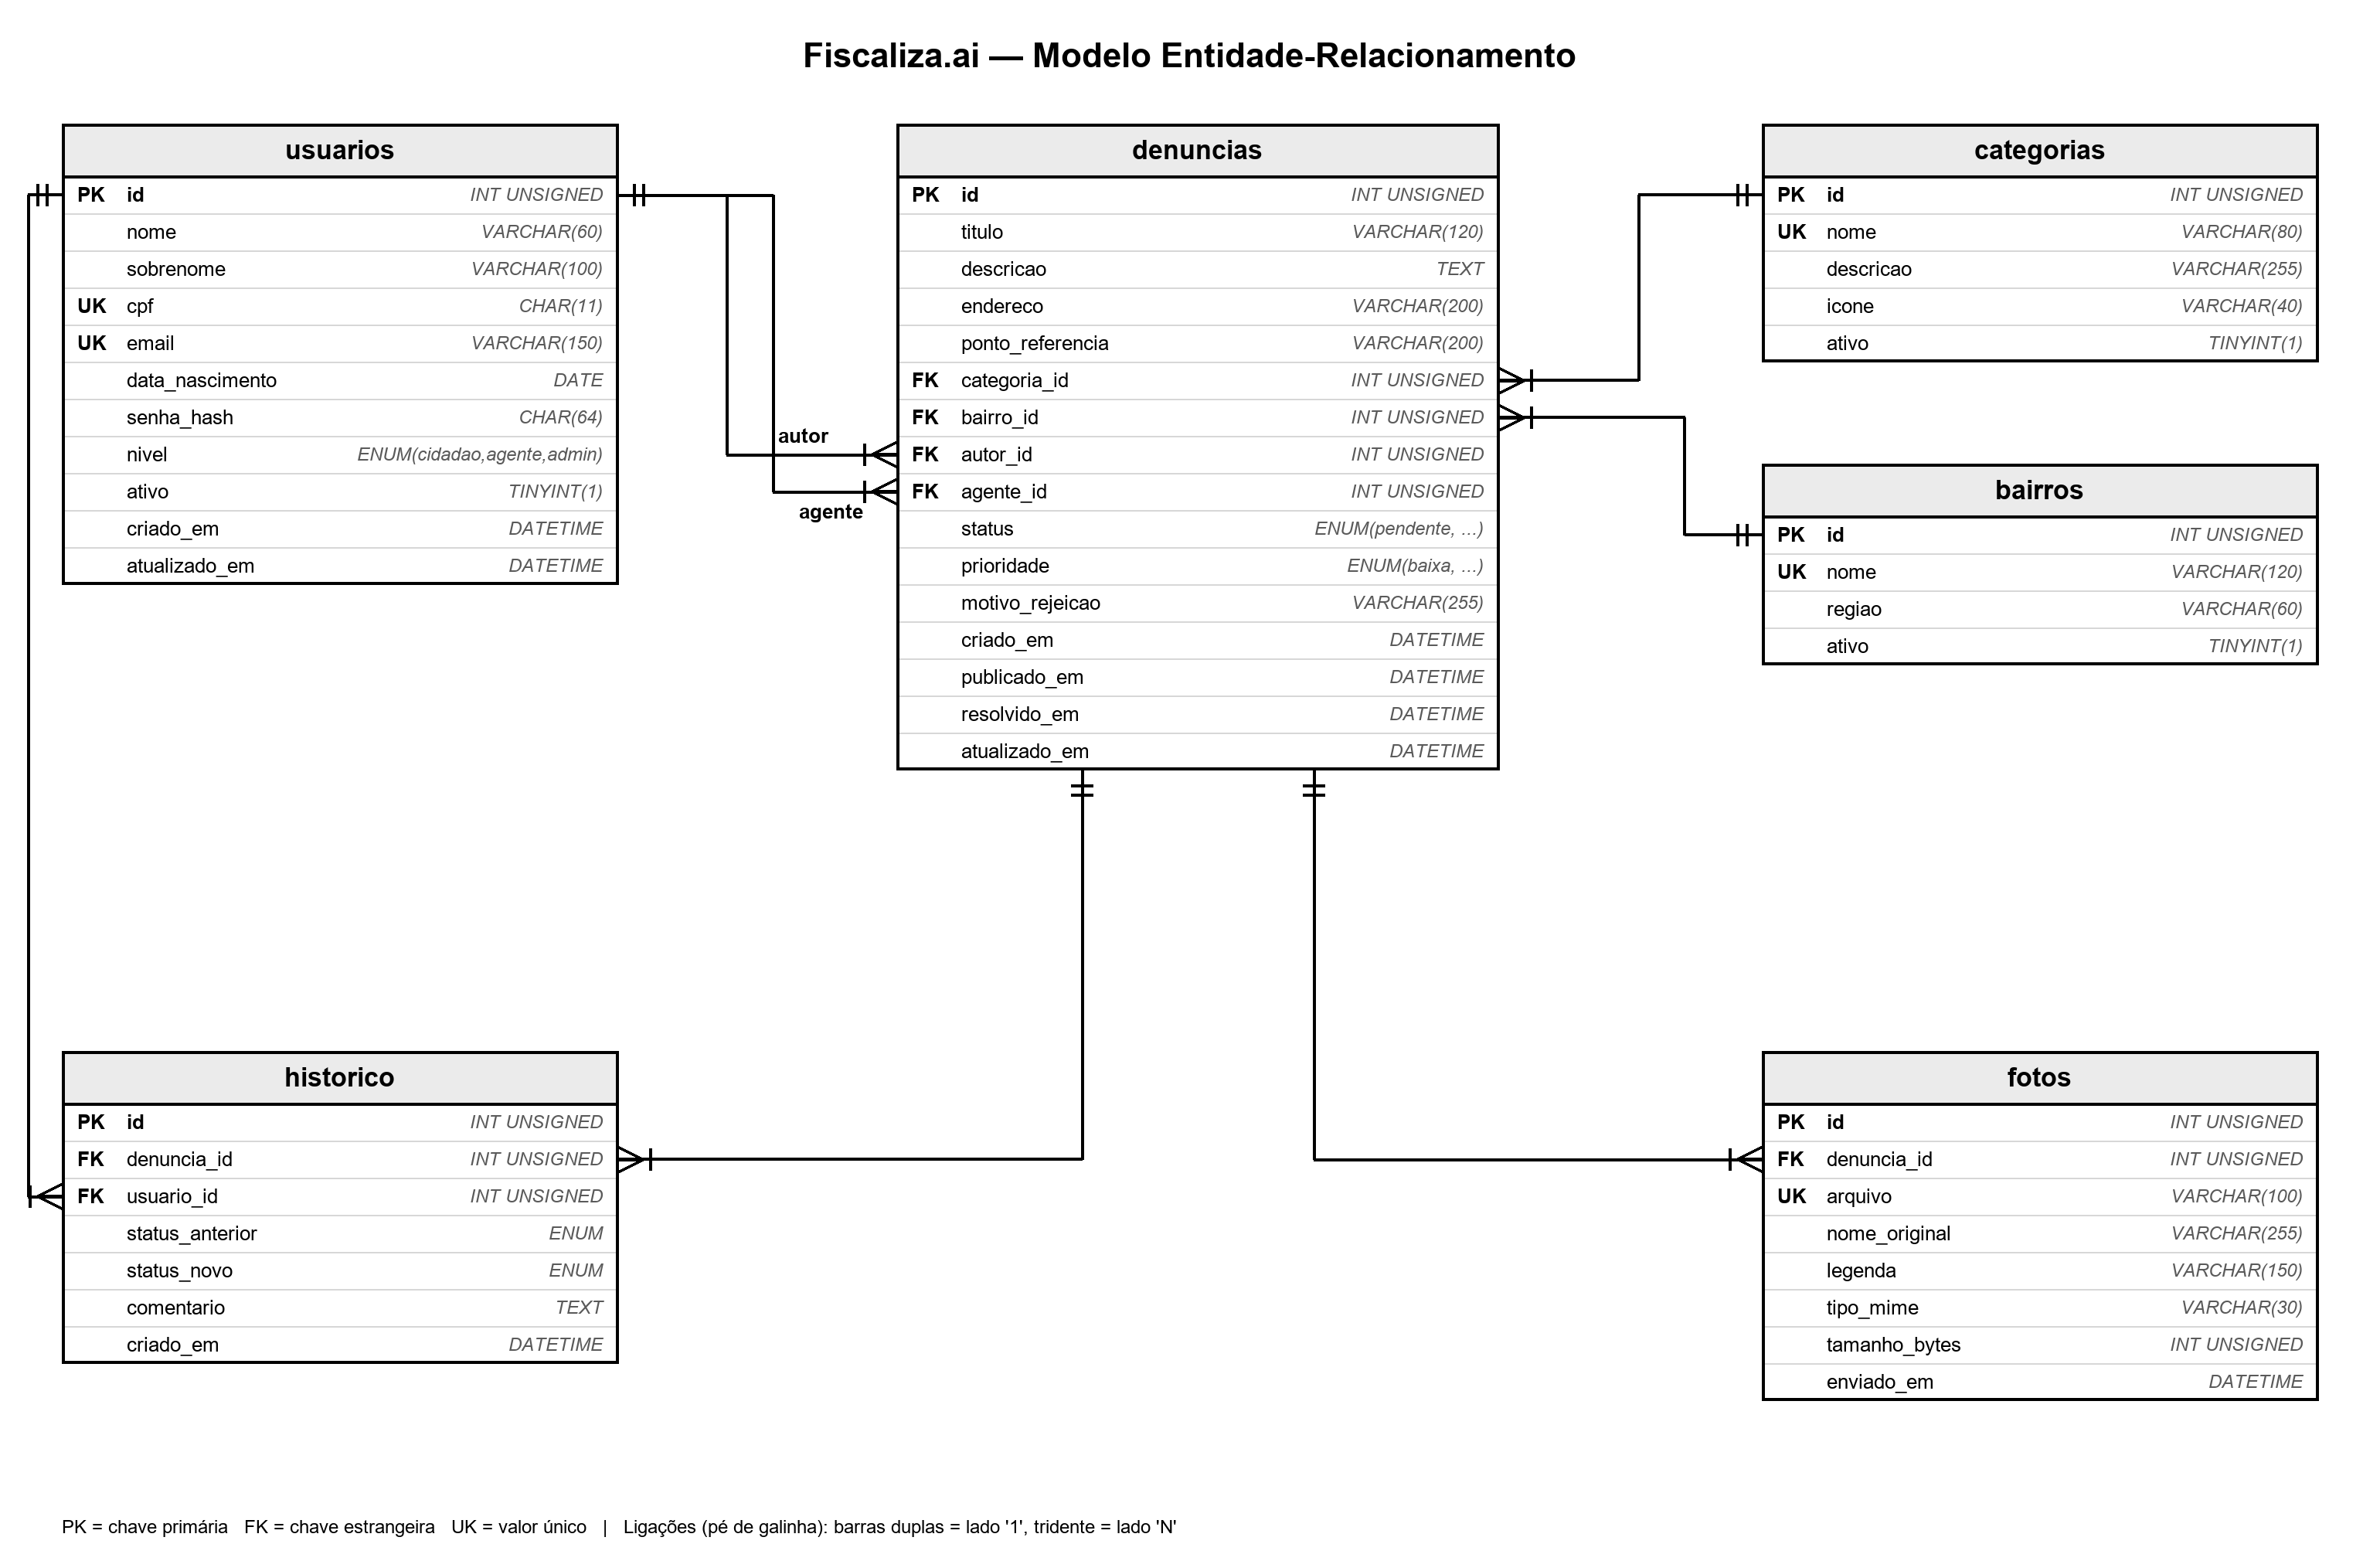 Fiscaliza.ai — Modelo Entidade-Relacionamento
usuarios
PK id INT UNSIGNED
nome VARCHAR(60)
sobrenome VARCHAR(100)
UK cpf CHAR(11)
UK email VARCHAR(150)
data_nascimento DATE
senha_hash CHAR(64)
nivel ENUM(cidadao,agente,admin)
ativo TINYINT(1)
criado_em DATETIME
atualizado_em DATETIME
autor
agente
denuncias
PK id INT UNSIGNED
titulo VARCHAR(120)
descricao TEXT
endereco VARCHAR(200)
ponto_referencia VARCHAR(200)
FK categoria_id INT UNSIGNED
FK bairro_id INT UNSIGNED
FK autor_id INT UNSIGNED
FK agente_id INT UNSIGNED
status ENUM(pendente, ...)
prioridade ENUM(baixa, ...)
motivo_rejeicao VARCHAR(255)
criado_em DATETIME
publicado_em DATETIME
resolvido_em DATETIME
atualizado_em DATETIME
categorias
PK id INT UNSIGNED
UK nome VARCHAR(80)
descricao VARCHAR(255)
icone VARCHAR(40)
ativo TINYINT(1)
bairros
PK id INT UNSIGNED
UK nome VARCHAR(120)
regiao VARCHAR(60)
ativo TINYINT(1)
historico
PK id INT UNSIGNED
FK denuncia_id INT UNSIGNED
FK usuario_id INT UNSIGNED
status_anterior ENUM
status_novo ENUM
comentario TEXT
criado_em DATETIME
fotos
PK id INT UNSIGNED
FK denuncia_id INT UNSIGNED
UK arquivo VARCHAR(100)
nome_original VARCHAR(255)
legenda VARCHAR(150)
tipo_mime VARCHAR(30)
tamanho_bytes INT UNSIGNED
enviado_em DATETIME
PK = chave primária FK = chave estrangeira UK = valor único | Ligações (pé de galinha): barras duplas = lado '1', tridente = lado 'N'